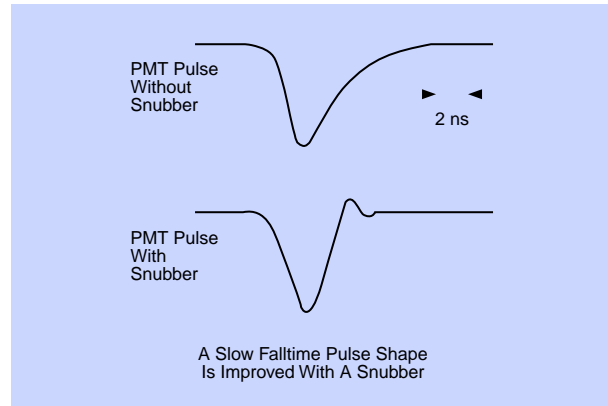 PMT Pulse
Without
Snubber
2 ns
PMT Pulse
With
Snubber
A Slow Falltime Pulse Shape
Is Improved With A Snubber